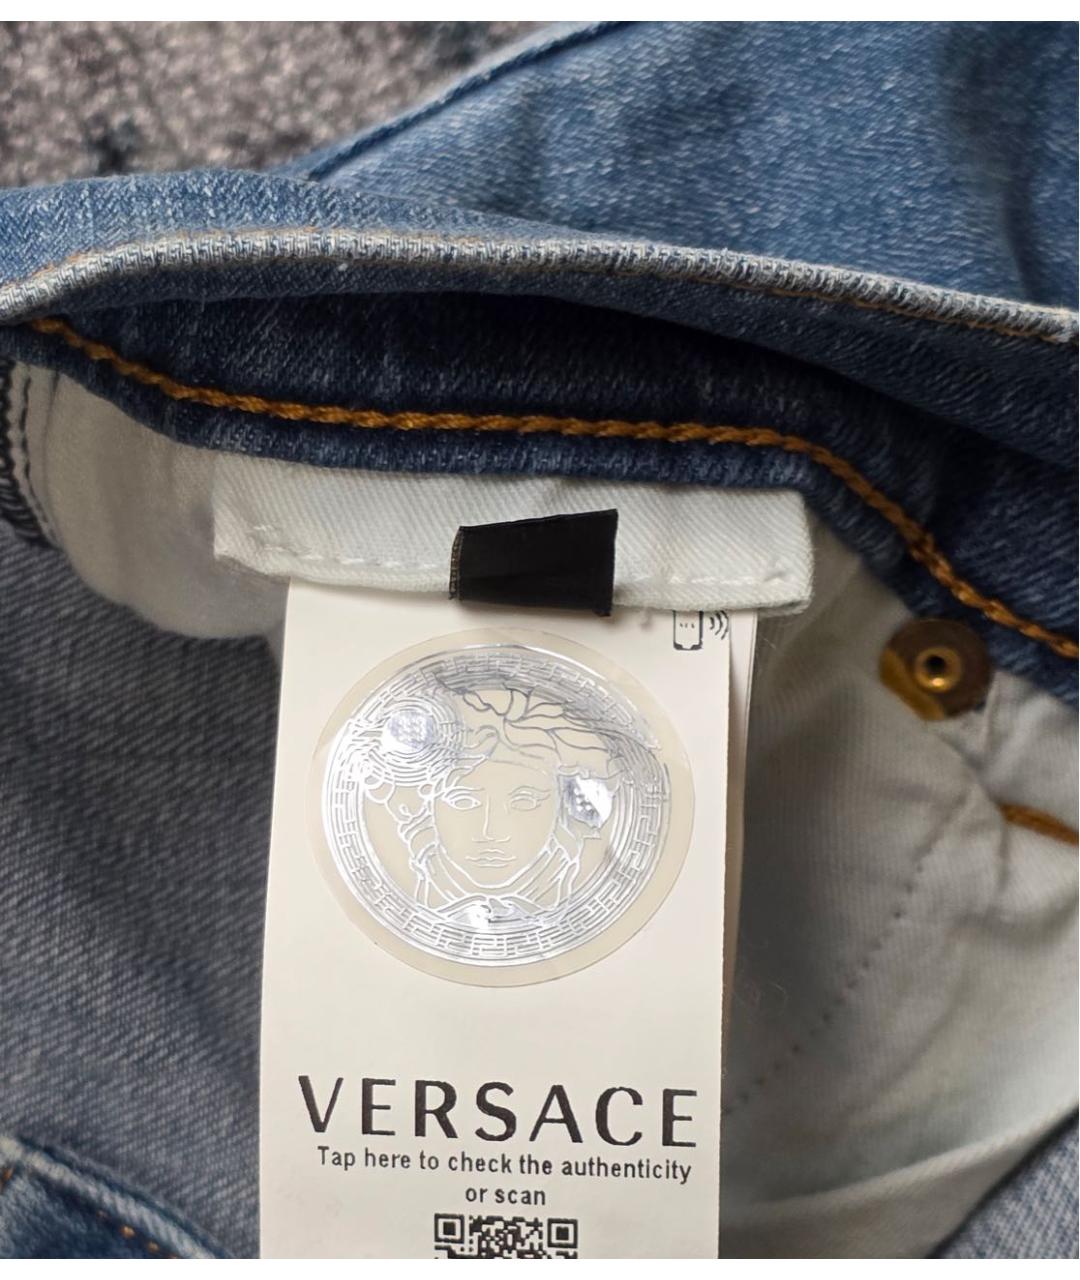 VERSACE
Tap here to check the authenticity
or scan